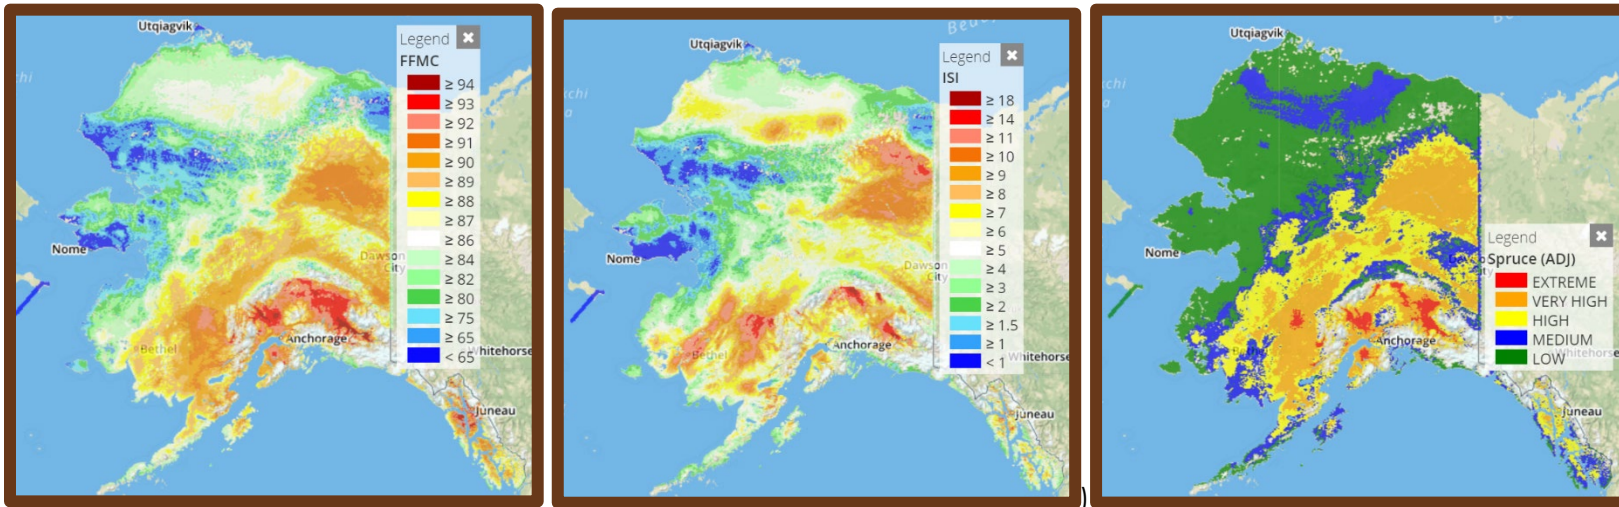 Utqiagvik
Legend ✖
FFMC
≥ 94
≥ 93
≥ 92
≥ 91
≥ 90
≥ 89
≥ 88
≥ 87
≥ 86
≥ 84
≥ 82
≥ 80
≥ 75
≥ 65
< 65
Nome
Dawson
City
Bethel
Anchorage
Whitehorse
Juneau
Utqiagvik
Legend ✖
ISI
≥ 18
≥ 14
≥ 11
≥ 10
≥ 9
≥ 8
≥ 7
≥ 6
≥ 5
≥ 4
≥ 3
≥ 2
≥ 1.5
≥ 1
< 1
Nome
Dawson
City
Bethel
Anchorage
Whitehorse
Juneau
)
Utqiagvik
Nome
Legend ✖
Spruce (ADJ)
EXTREME
VERY HIGH
HIGH
MEDIUM
LOW
Anchorage
Whitehorse
Juneau